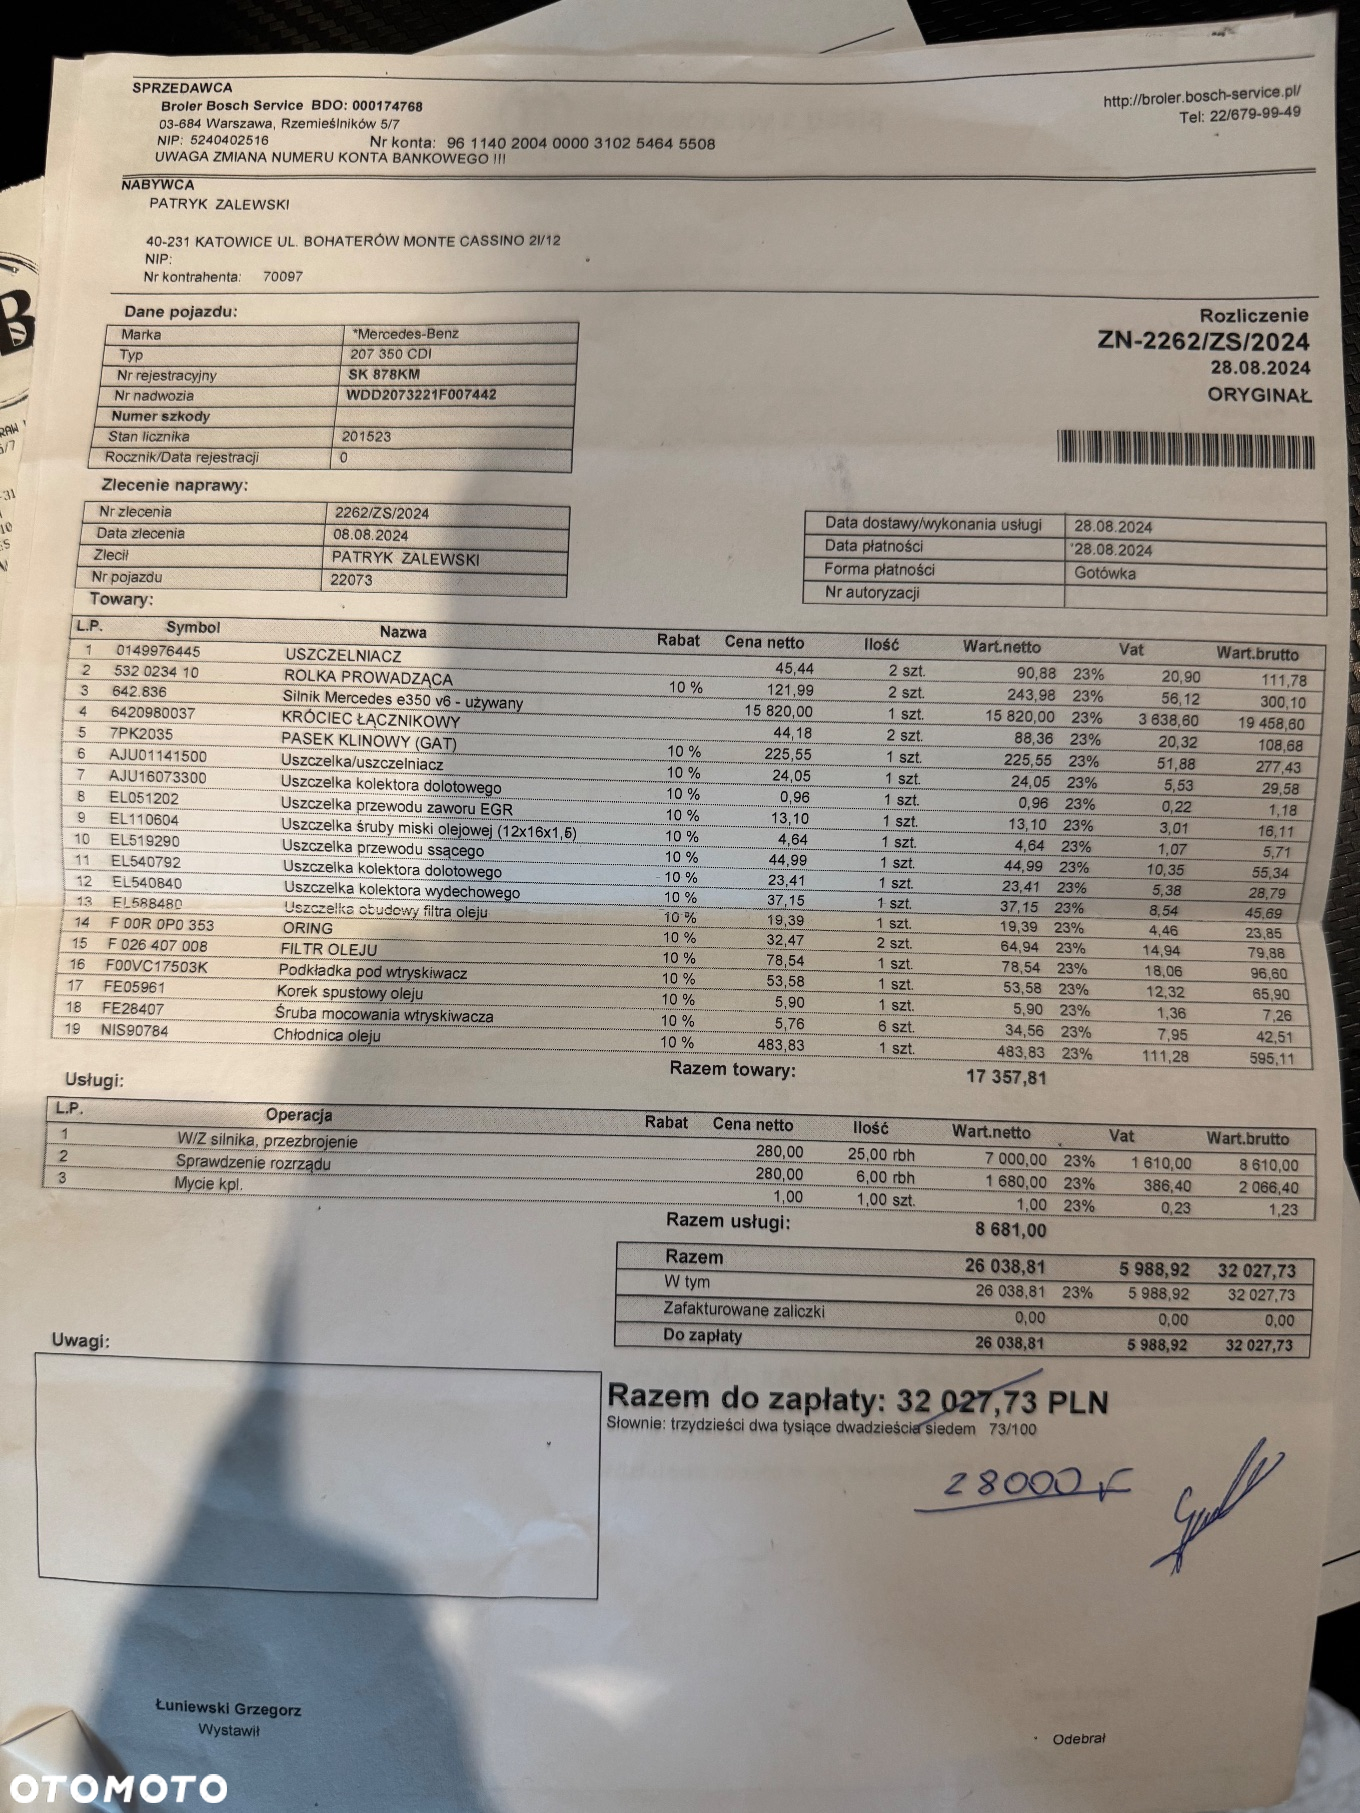 SPRZEDAWCA
Broler Bosch Service BDO: 000174768
03-684 Warszawa, Rzemieślników 5/7
NIP: 5240402516 Nr konta: 96 1140 2004 0000 3102 5464 5508
UWAGA ZMIANA NUMERU KONTA BANKOWEGO !!!
http://broler.bosch-service.pl/
Tel: 22/679-99-49
NABYWCA
PATRYK ZALEWSKI
40-231 KATOWICE UL. BOHATERÓW MONTE CASSINO 2I/12
NIP:
Nr kontrahenta: 70097
Rozliczenie
ZN-2262/ZS/2024
28.08.2024
ORYGINAŁ
Dane pojazdu:
Marka *Mercedes-Benz
Typ 207 350 CDI
Nr rejestracyjny SK 878KM
Nr nadwozia WDD2073221F007442
Numer szkody
Stan licznika 201523
Rocznik/Data rejestracji 0
Zlecenie naprawy:
Nr zlecenia 2262/ZS/2024
Data zlecenia 08.08.2024
Zlecił PATRYK ZALEWSKI
Nr pojazdu 22073
Data dostawy/wykonania usługi 28.08.2024
Data płatności 28.08.2024
Forma płatności Gotówka
Nr autoryzacji
Towary:
L.P. Symbol Nazwa Rabat Cena netto Ilość Wart.netto Vat Wart.brutto
1 0149976445 USZCZELNIACZ 45,44 2 szt. 90,88 23% 20,90 111,78
2 532 0234 10 ROLKA PROWADZĄCA 10 % 121,99 2 szt. 243,98 23% 56,12 300,10
3 642.836 Silnik Mercedes e350 v6 - używany 15 820,00 1 szt. 15 820,00 23% 3 638,60 19 458,60
4 6420980037 KRÓCIEC ŁĄCZNIKOWY 44,18 2 szt. 88,36 23% 20,32 108,68
5 7PK2035 PASEK KLINOWY (GAT) 10 % 225,55 1 szt. 225,55 23% 51,88 277,43
6 AJU01141500 Uszczelka/uszczelniacz 10 % 24,05 1 szt. 24,05 23% 5,53 29,58
7 AJU16073300 Uszczelka kolektora dolotowego 10 % 0,96 1 szt. 0,96 23% 0,22 1,18
8 EL051202 Uszczelka przewodu zaworu EGR 10 % 13,10 1 szt. 13,10 23% 3,01 16,11
9 EL110604 Uszczelka śruby miski olejowej (12x16x1,5) 10 % 4,64 1 szt. 4,64 23% 1,07 5,71
10 EL519290 Uszczelka przewodu ssącego 10 % 44,99 1 szt. 44,99 23% 10,35 55,34
11 EL540792 Uszczelka kolektora dolotowego 10 % 23,41 1 szt. 23,41 23% 5,38 28,79
12 EL540840 Uszczelka kolektora wydechowego 10 % 37,15 1 szt. 37,15 23% 8,54 45,69
13 EL588480 Uszczelka obudowy filtra oleju 10 % 19,39 1 szt. 19,39 23% 4,46 23,85
14 F 00R 0P0 353 ORING 10 % 32,47 2 szt. 64,94 23% 14,94 79,88
15 F 026 407 008 FILTR OLEJU 10 % 78,54 1 szt. 78,54 23% 18,06 96,60
16 F00VC17503K Podkładka pod wtryskiwacz 10 % 53,58 1 szt. 53,58 23% 12,32 65,90
17 FE05961 Korek spustowy oleju 10 % 5,90 1 szt. 5,90 23% 1,36 7,26
18 FE28407 Śruba mocowania wtryskiwacza 10 % 5,76 6 szt. 34,56 23% 7,95 42,51
19 NIS90784 Chłodnica oleju 10 % 483,83 1 szt. 483,83 23% 111,28 595,11
Razem towary: 17 357,81
Usługi:
L.P. Operacja Rabat Cena netto Ilość Wart.netto Vat Wart.brutto
1 W/Z silnika, przezbrojenie 280,00 25,00 rbh 7 000,00 23% 1 610,00 8 610,00
2 Sprawdzenie rozrządu 280,00 6,00 rbh 1 680,00 23% 386,40 2 066,40
3 Mycie kpl. 1,00 1,00 szt. 1,00 23% 0,23 1,23
Razem usługi: 8 681,00
Razem 26 038,81 5 988,92 32 027,73
W tym 26 038,81 23% 5 988,92 32 027,73
Zafakturowane zaliczki 0,00 0,00 0,00
Do zapłaty 26 038,81 5 988,92 32 027,73
Uwagi:
Razem do zapłaty: 32 027,73 PLN
Słownie: trzydzieści dwa tysiące dwadzieścia siedem 73/100
28000
Łuniewski Grzegorz
Wystawił
Odebrał
OTOMOTO